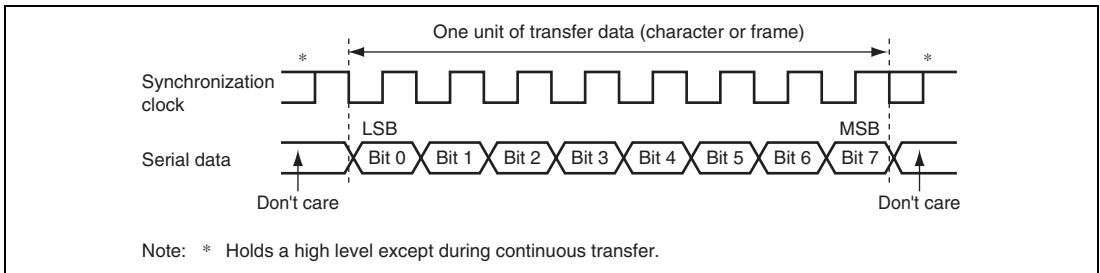 One unit of transfer data (character or frame)
* *
Synchronization
clock
LSB MSB
Serial data Bit 0 Bit 1 Bit 2 Bit 3 Bit 4 Bit 5 Bit 6 Bit 7
Don't care Don't care
Note: * Holds a high level except during continuous transfer.